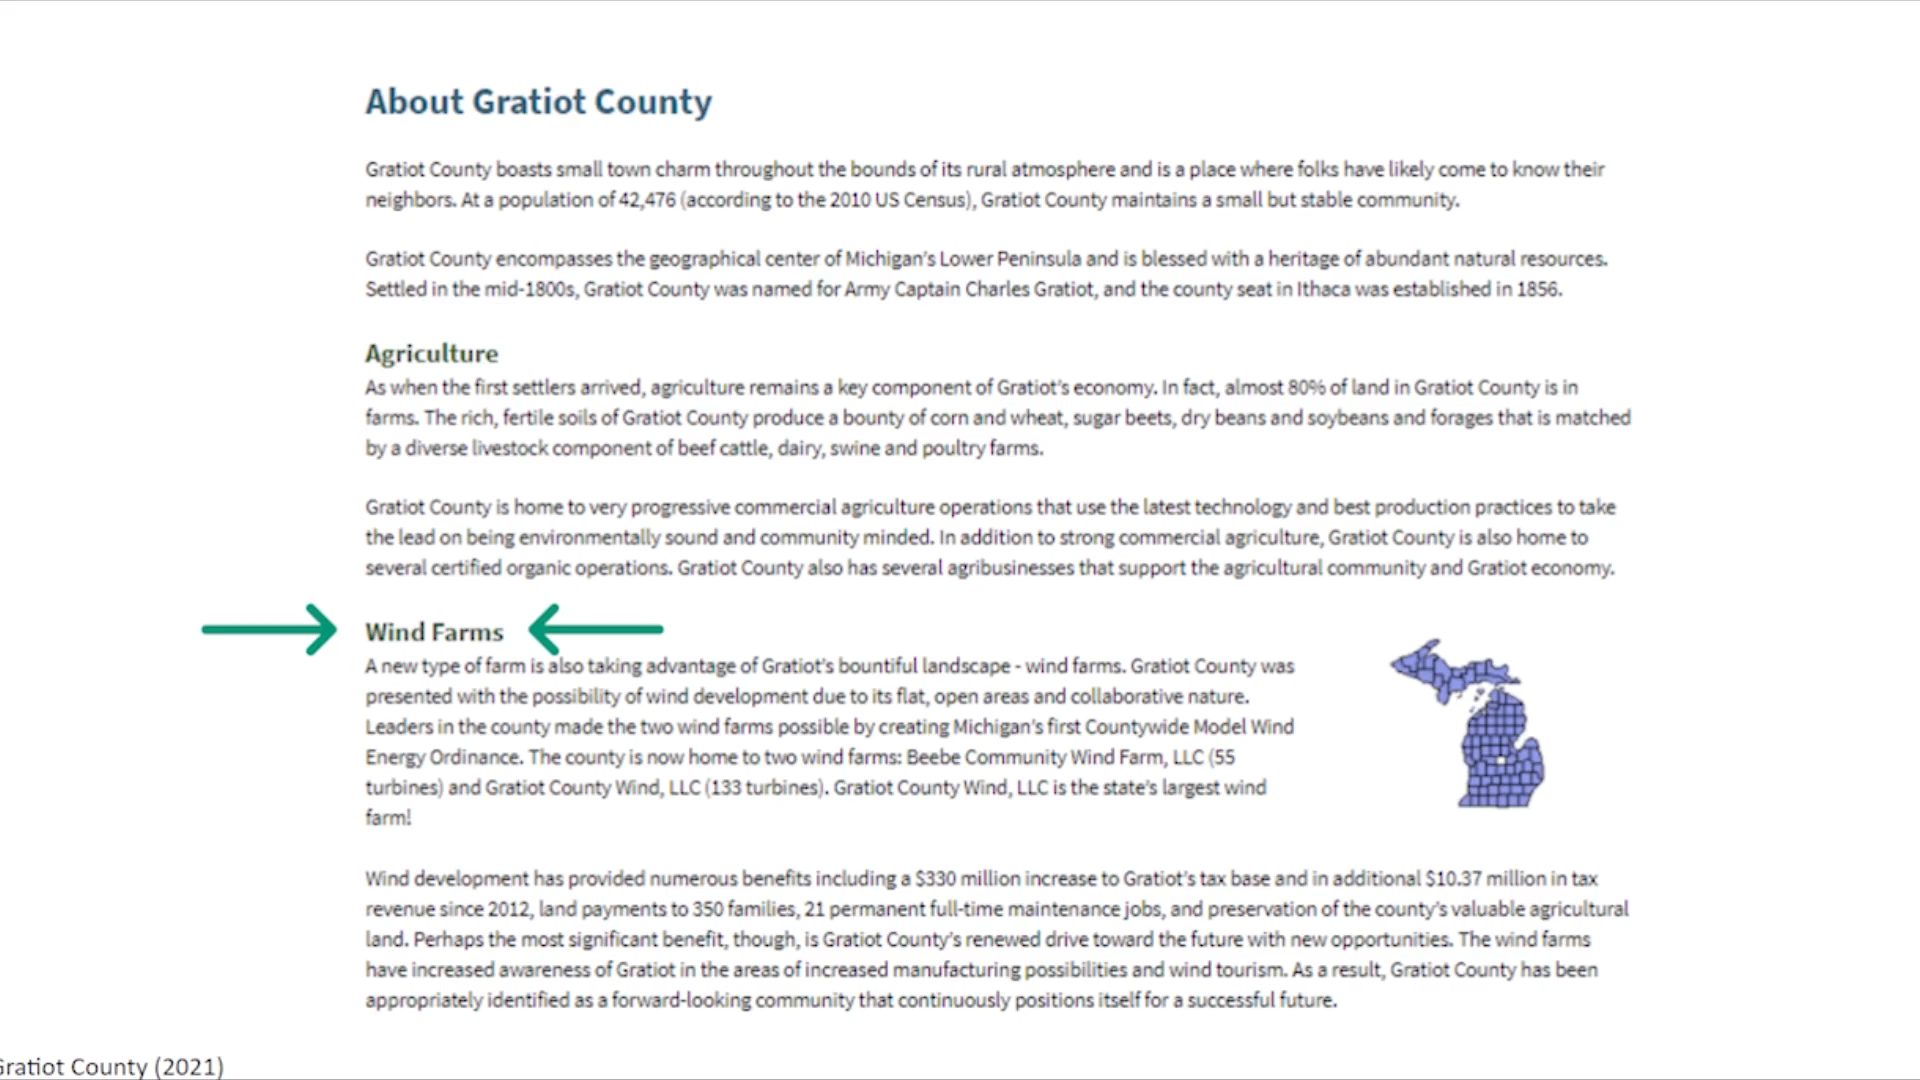 About Gratiot County
Gratiot County boasts small town charm throughout the bounds of its rural atmosphere and is a place where folks have likely come to know their
neighbors. At a population of 42,476 (according to the 2010 US Census), Gratiot County maintains a small but stable community.
Gratiot County encompasses the geographical center of Michigan's Lower Peninsula and is blessed with a heritage of abundant natural resources.
Settled in the mid-1800s, Gratiot County was named for Army Captain Charles Gratiot, and the county seat in Ithaca was established in 1856.
Agriculture
As when the first settlers arrived, agriculture remains a key component of Gratiot's economy. In fact, almost 80% of land in Gratiot County is in
farms. The rich, fertile soils of Gratiot County produce a bounty of corn and wheat, sugar beets, dry beans and soybeans and forages that is matched
by a diverse livestock component of beef cattle, dairy, swine and poultry farms.
Gratiot County is home to very progressive commercial agriculture operations that use the latest technology and best production practices to take
the lead on being environmentally sound and community minded. In addition to strong commercial agriculture, Gratiot County is also home to
several certified organic operations. Gratiot County also has several agribusinesses that support the agricultural community and Gratiot economy.
Wind Farms
A new type of farm is also taking advantage of Gratiot's bountiful landscape - wind farms. Gratiot County was
presented with the possibility of wind development due to its flat, open areas and collaborative nature.
Leaders in the county made the two wind farms possible by creating Michigan's first Countywide Model Wind
Energy Ordinance. The county is now home to two wind farms: Beebe Community Wind Farm, LLC (55
turbines) and Gratiot County Wind, LLC (133 turbines). Gratiot County Wind, LLC is the state's largest wind
farm!
Wind development has provided numerous benefits including a $330 million increase to Gratiot's tax base and in additional $10.37 million in tax
revenue since 2012, land payments to 350 families, 21 permanent full-time maintenance jobs, and preservation of the county's valuable agricultural
land. Perhaps the most significant benefit, though, is Gratiot County's renewed drive toward the future with new opportunities. The wind farms
have increased awareness of Gratiot in the areas of increased manufacturing possibilities and wind tourism. As a result, Gratiot County has been
appropriately identified as a forward-looking community that continuously positions itself for a successful future.
Gratiot County (2021)